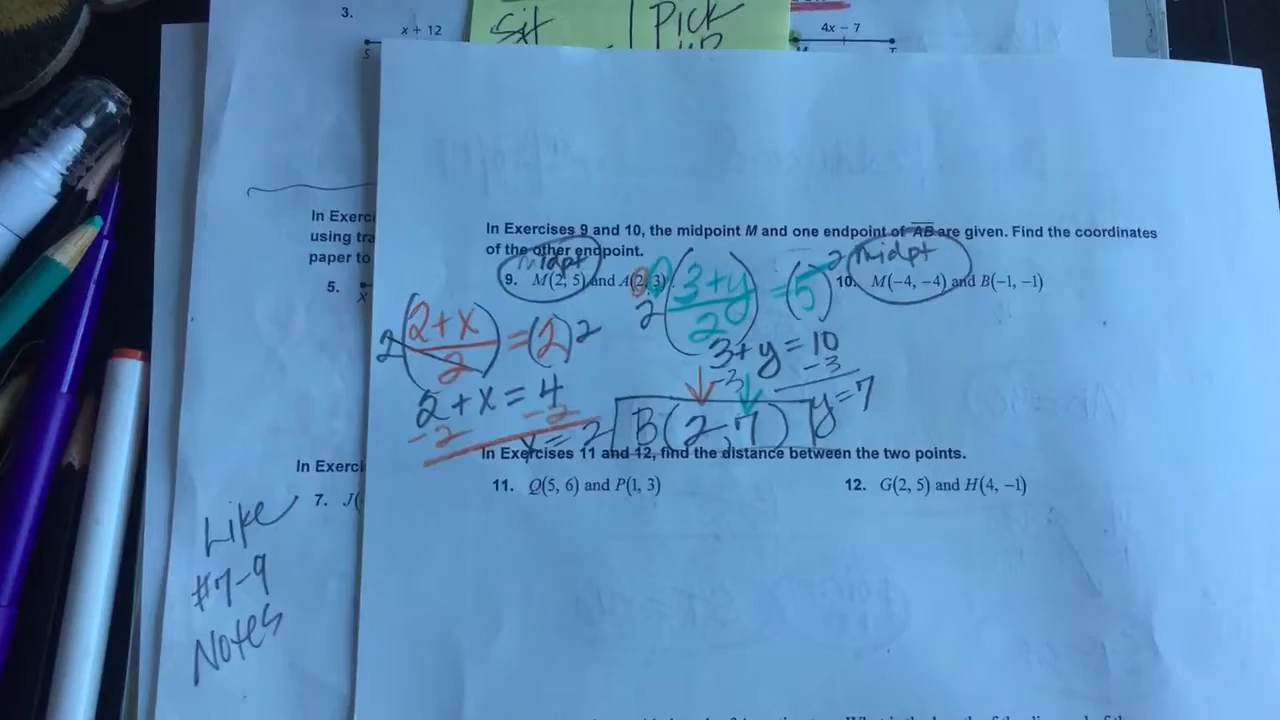 3.
x + 12
S
Sit
Pick
up
4x − 7
In Exerci
using tra
paper to
5.
X
In Exerci
7. J(
Like
#7-9
Notes
In Exercises 9 and 10, the midpoint M and one endpoint of AB are given. Find the coordinates
of the other endpoint.
midpt
9. M(2, 5) and A(2, 3)
midpt
10. M(−4, −4) and B(−1, −1)
2(2+x/2) = (2)2
2+x = 4
-2 -2
x = 2
2(3+y/2) = (5)2
3+y = 10
-3 -3
y = 7
B(2, 7)
In Exercises 11 and 12, find the distance between the two points.
11. Q(5, 6) and P(1, 3)
12. G(2, 5) and H(4, −1)